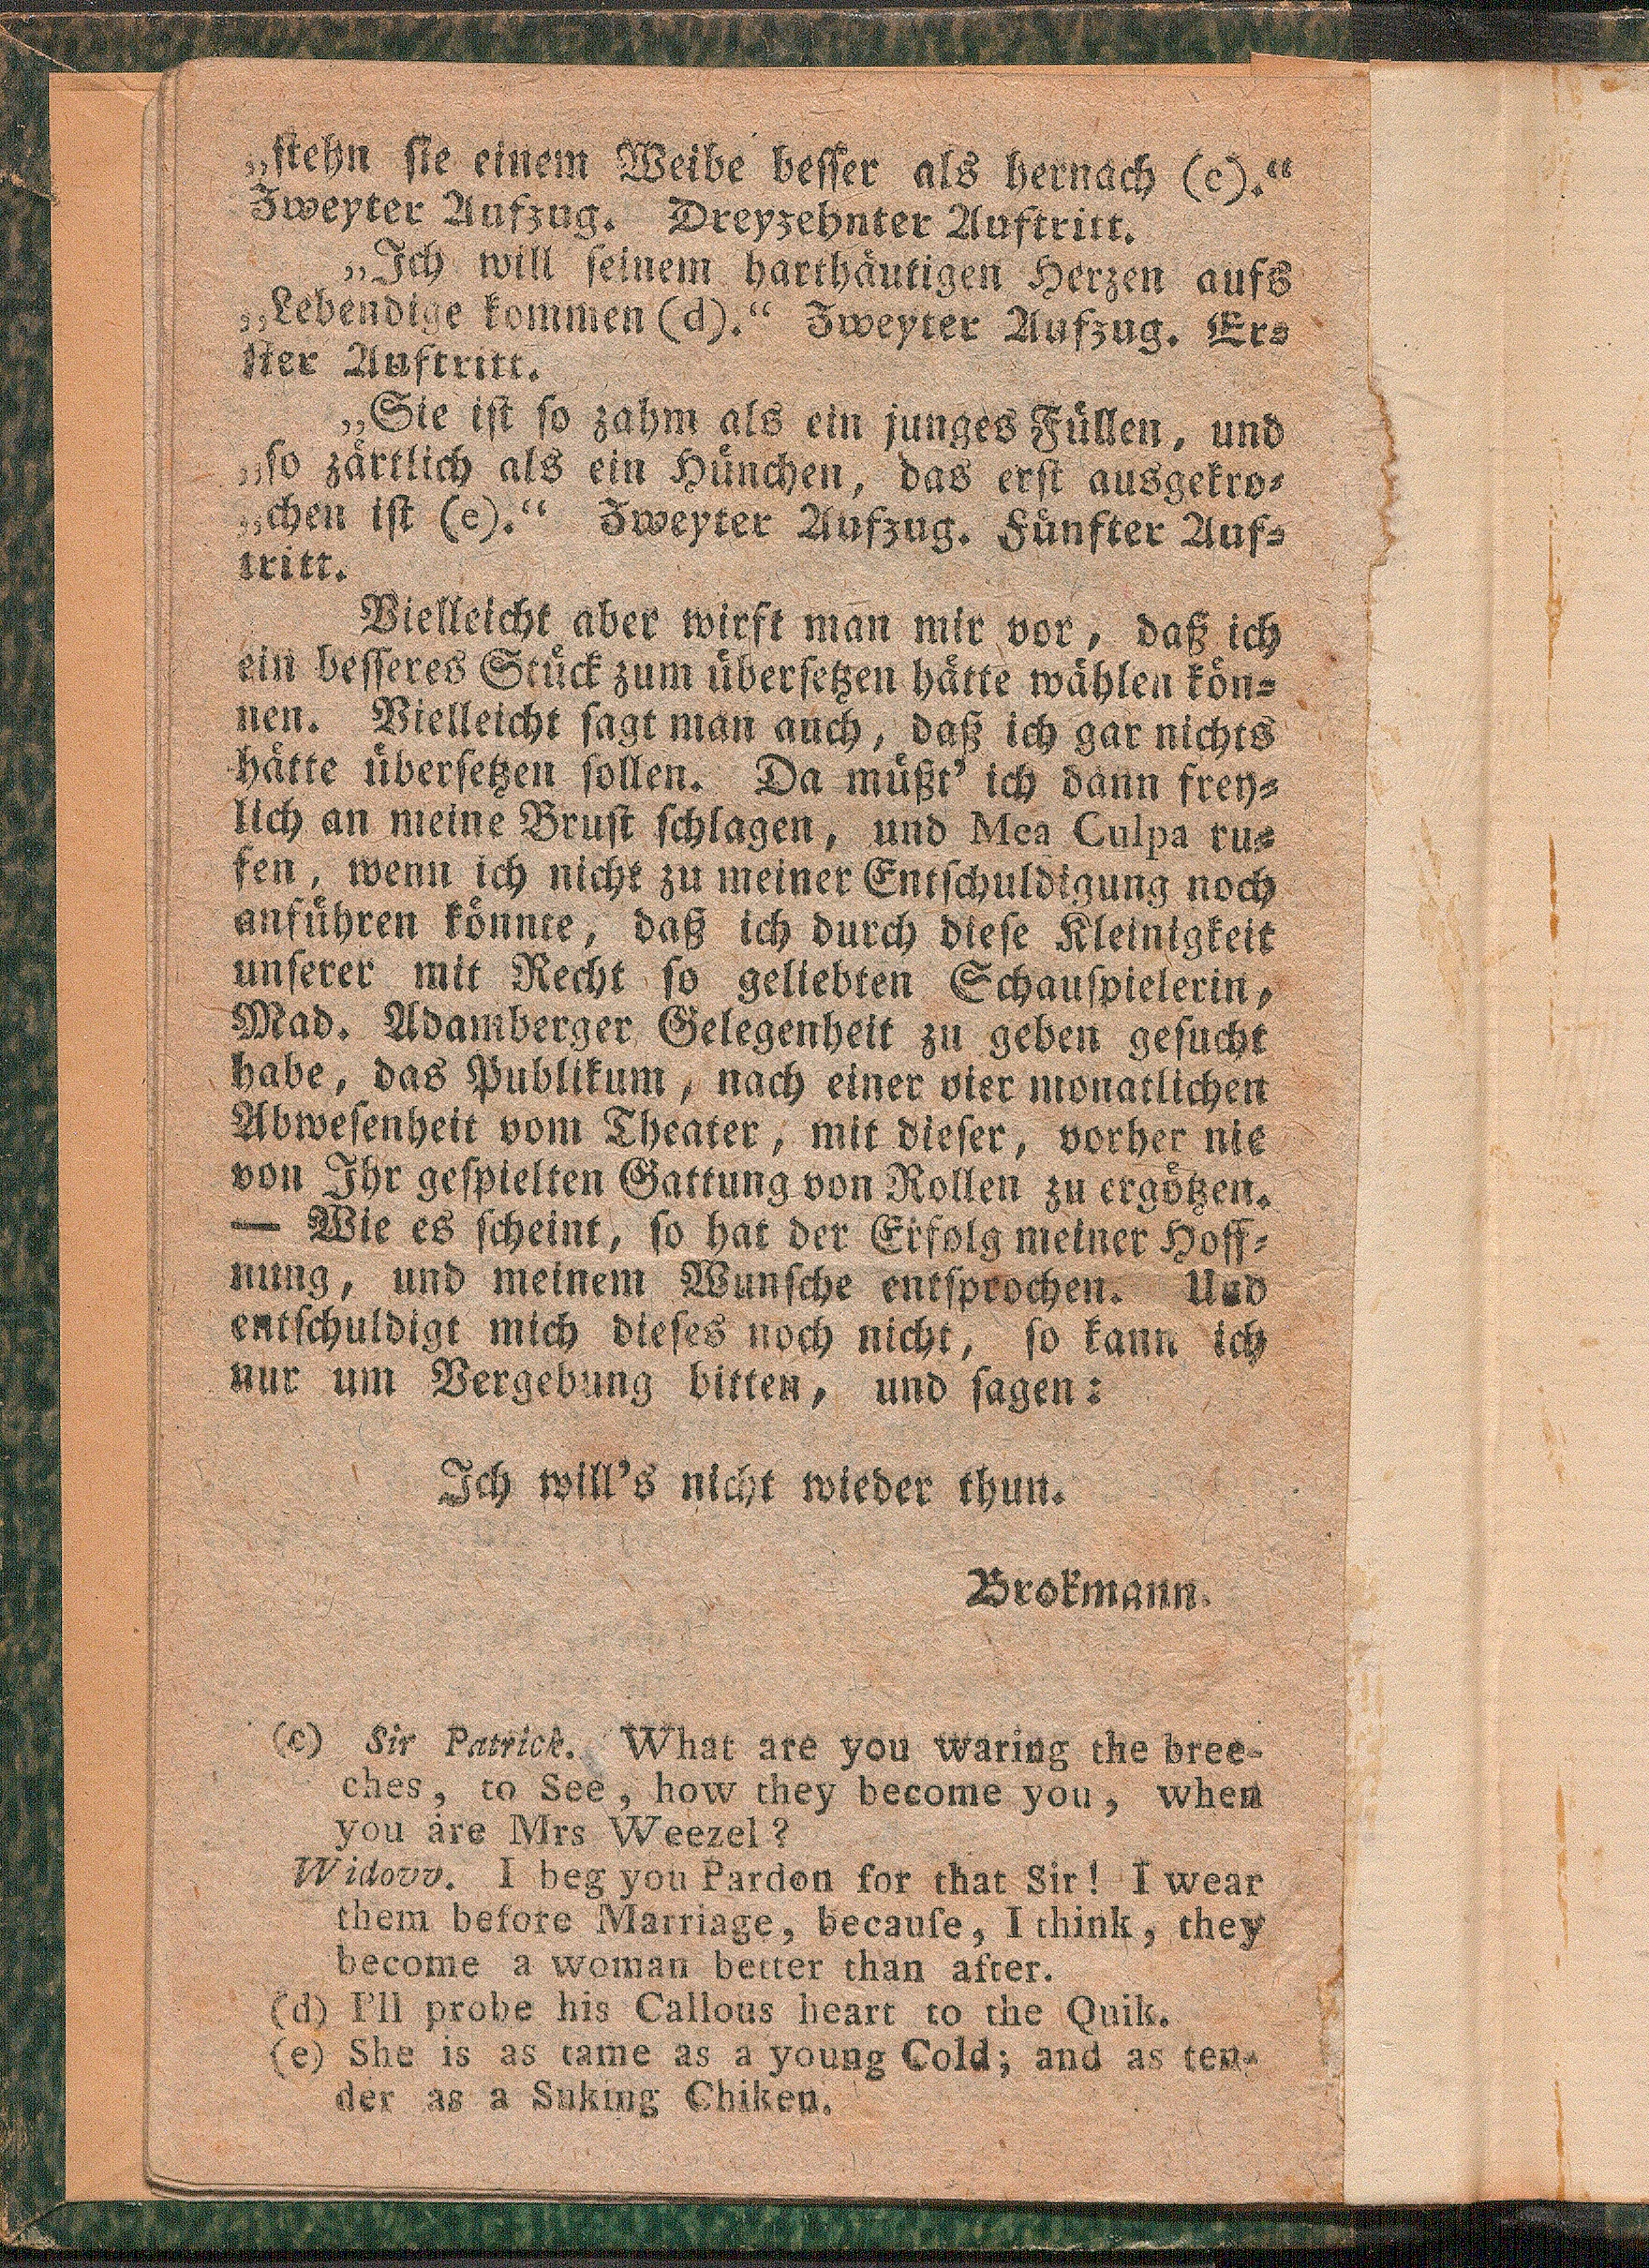 „stehn sie einem Weibe besser als hernach (c).“
Zweyter Aufzug. Dreyzehnter Auftritt.
„Ich will seinem harthäutigen Herzen aufs
„Lebendige kommen (d).“ Zweyter Aufzug. Er-
ster Auftritt.
„Sie ist so zahm als ein junges Füllen, und
„so zärtlich als ein Hünchen, das erst ausgekro-
„chen ist (e).“ Zweyter Aufzug. Fünfter Auf-
tritt.
Vielleicht aber wirft man mir vor, daß ich
ein besseres Stück zum übersetzen hätte wählen kön-
nen. Vielleicht sagt man auch, daß ich gar nichts
hätte übersetzen sollen. Da müßt' ich dann frey-
lich an meine Brust schlagen, und Mea Culpa ru-
fen, wenn ich nicht zu meiner Entschuldigung noch
anführen könnte, daß ich durch diese Kleinigkeit
unserer mit Recht so geliebten Schauspielerin,
Mad. Adamberger Gelegenheit zu geben gesucht
habe, das Publikum, nach einer vier monatlichen
Abwesenheit vom Theater, mit dieser, vorher nie
von Ihr gespielten Gattung von Rollen zu ergötzen.
— Wie es scheint, so hat der Erfolg meiner Hoff-
nung, und meinem Wunsche entsprochen. Und
entschuldigt mich dieses noch nicht, so kann ich
nur um Vergebung bitten, und sagen:
Ich will's nicht wieder thun.
Brokmann.
(c) Sir Patrick. What are you waring the bree-
ches, to See, how they become you, when
you are Mrs Weezel?
Widovv. I beg you Pardon for that Sir! I wear
them before Marriage, becauſe, I think, they
become a woman better than after.
(d) I'll probe his Callous heart to the Quik.
(e) She is as tame as a young Cold; and as ten-
der as a Suking Chiken.